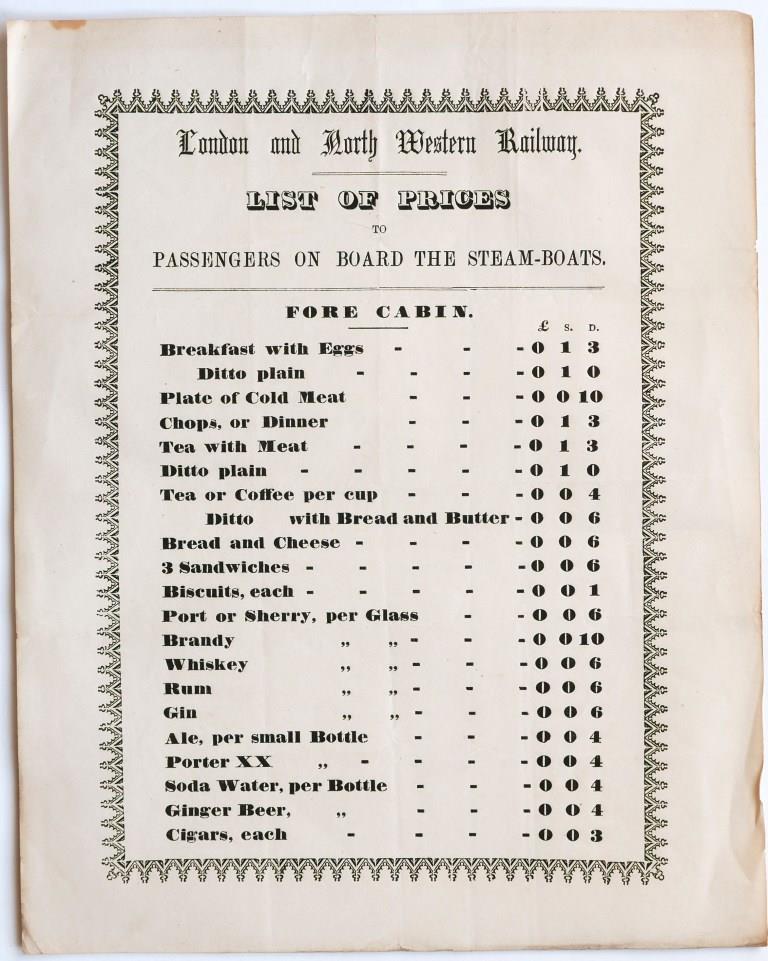 London and North Western Railway.
LIST OF PRICES
TO
PASSENGERS ON BOARD THE STEAM-BOATS.
FORE CABIN.
£ S. D.
Breakfast with Eggs - - - 0 1 3
Ditto plain - - - - 0 1 0
Plate of Cold Meat - - - 0 0 10
Chops, or Dinner - - - 0 1 3
Tea with Meat - - - - 0 1 3
Ditto plain - - - - - 0 1 0
Tea or Coffee per cup - - - 0 0 4
Ditto with Bread and Butter - 0 0 6
Bread and Cheese - - - - 0 0 6
3 Sandwiches - - - - - 0 0 6
Biscuits, each - - - - - 0 0 1
Port or Sherry, per Glass - - 0 0 6
Brandy „ „ - - - 0 0 10
Whiskey „ „ - - - 0 0 6
Rum „ „ - - - 0 0 6
Gin „ „ - - - 0 0 6
Ale, per small Bottle - - - 0 0 4
Porter XX „ - - - - 0 0 4
Soda Water, per Bottle - - - 0 0 4
Ginger Beer, „ - - - 0 0 4
Cigars, each - - - - 0 0 3